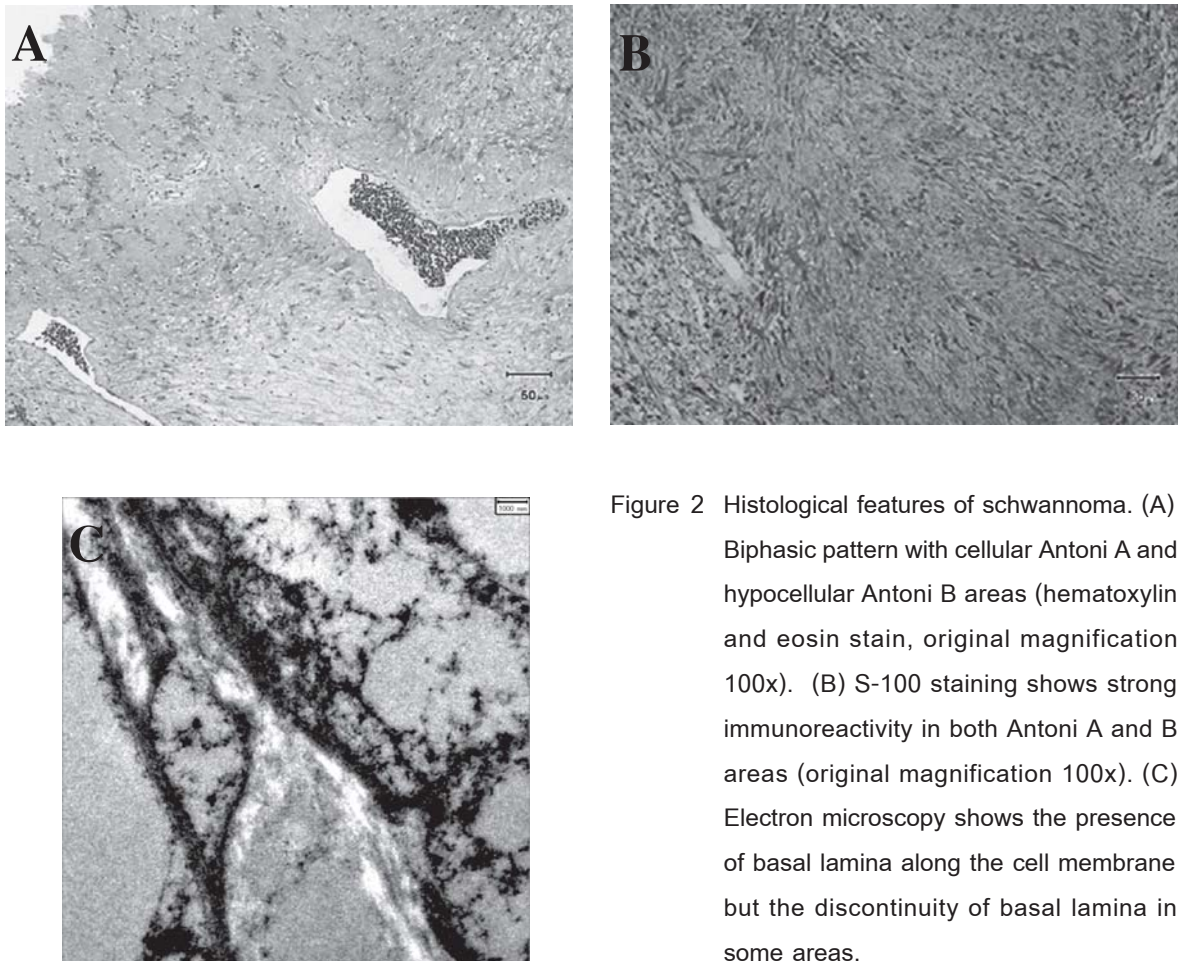 A
B
50
C
Figure 2 Histological features of schwannoma. (A)
Biphasic pattern with cellular Antoni A and
hypocellular Antoni B areas (hematoxylin
and eosin stain, original magnification
100x). (B) S-100 staining shows strong
immunoreactivity in both Antoni A and B
areas (original magnification 100x). (C)
Electron microscopy shows the presence
of basal lamina along the cell membrane
but the discontinuity of basal lamina in
some areas.